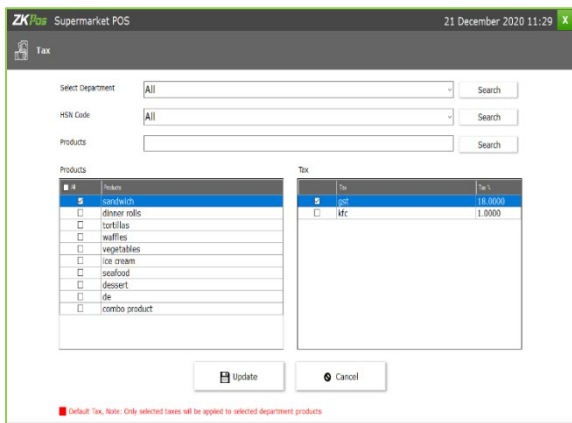 ZKPos Supermarket POS 21 December 2020 11:29 X
Tax
Select Department All Search
HSN Code All Search
Products Search
Products Tax
All Products Tax Tax %
sandwich gst 18.0000
dinner rolls kfc 1.0000
tortillas
waffles
vegetables
ice cream
seafood
dessert
de
combo product
Update Cancel
Default Tax, Note: Only selected taxes will be applied to selected department products